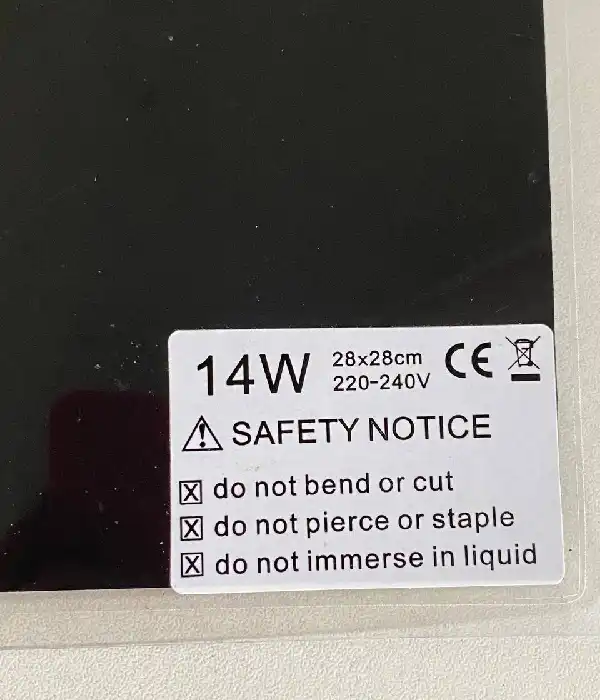 14W 28x28cm CE
220-240V
SAFETY NOTICE
do not bend or cut
do not pierce or staple
do not immerse in liquid